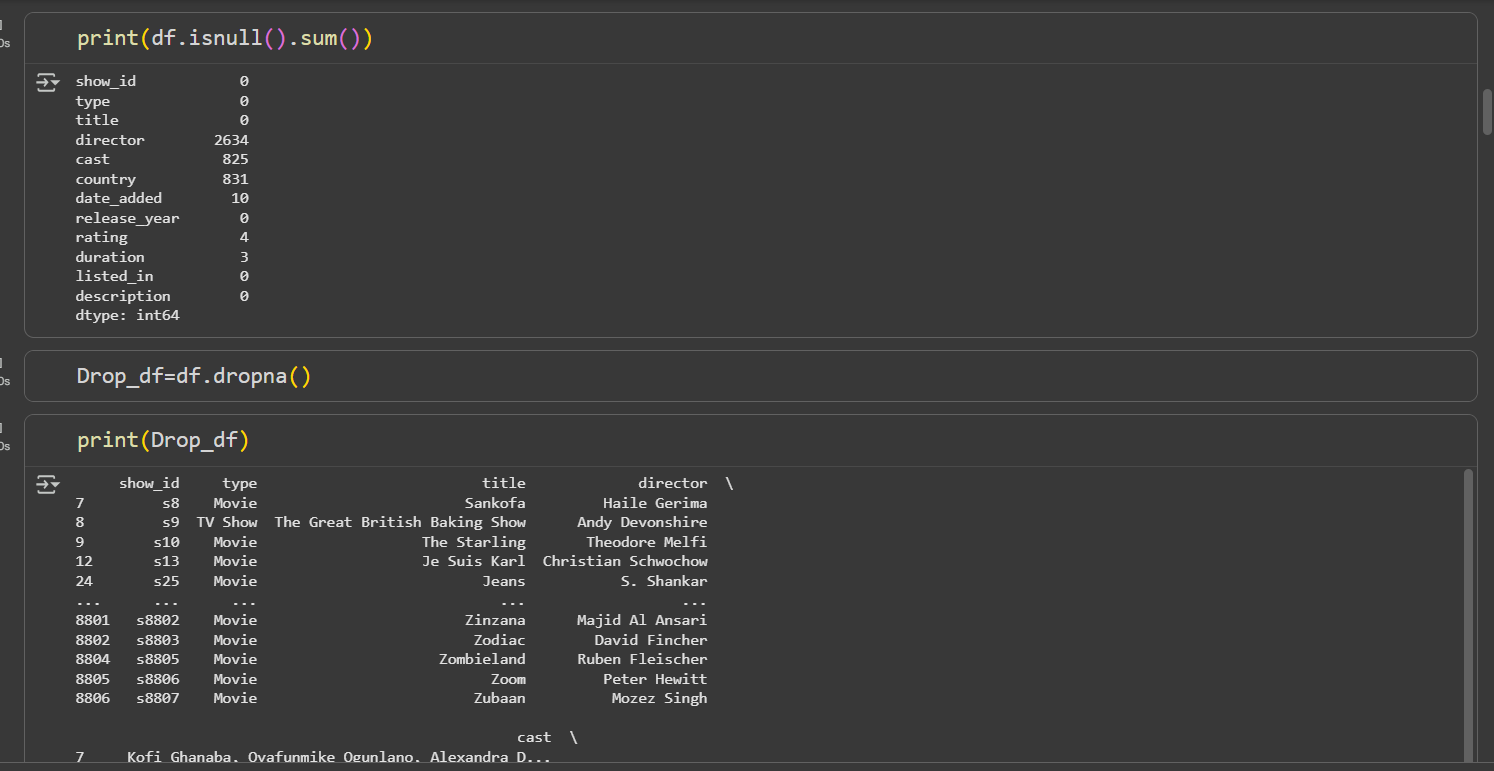 print(df.isnull().sum())
show_id 0
type 0
title 0
director 2634
cast 825
country 831
date_added 10
release_year 0
rating 4
duration 3
listed_in 0
description 0
dtype: int64
Drop_df=df.dropna()
print(Drop_df)
show_id type title director \
7 s8 Movie Sankofa Haile Gerima
8 s9 TV Show The Great British Baking Show Andy Devonshire
9 s10 Movie The Starling Theodore Melfi
12 s13 Movie Je Suis Karl Christian Schwochow
24 s25 Movie Jeans S. Shankar
... ... ... ... ...
8801 s8802 Movie Zinzana Majid Al Ansari
8802 s8803 Movie Zodiac David Fincher
8804 s8805 Movie Zombieland Ruben Fleischer
8805 s8806 Movie Zoom Peter Hewitt
8806 s8807 Movie Zubaan Mozez Singh
cast \
7 Kofi Ghanaba, Oyafunmike Ogunlano, Alexandra D...